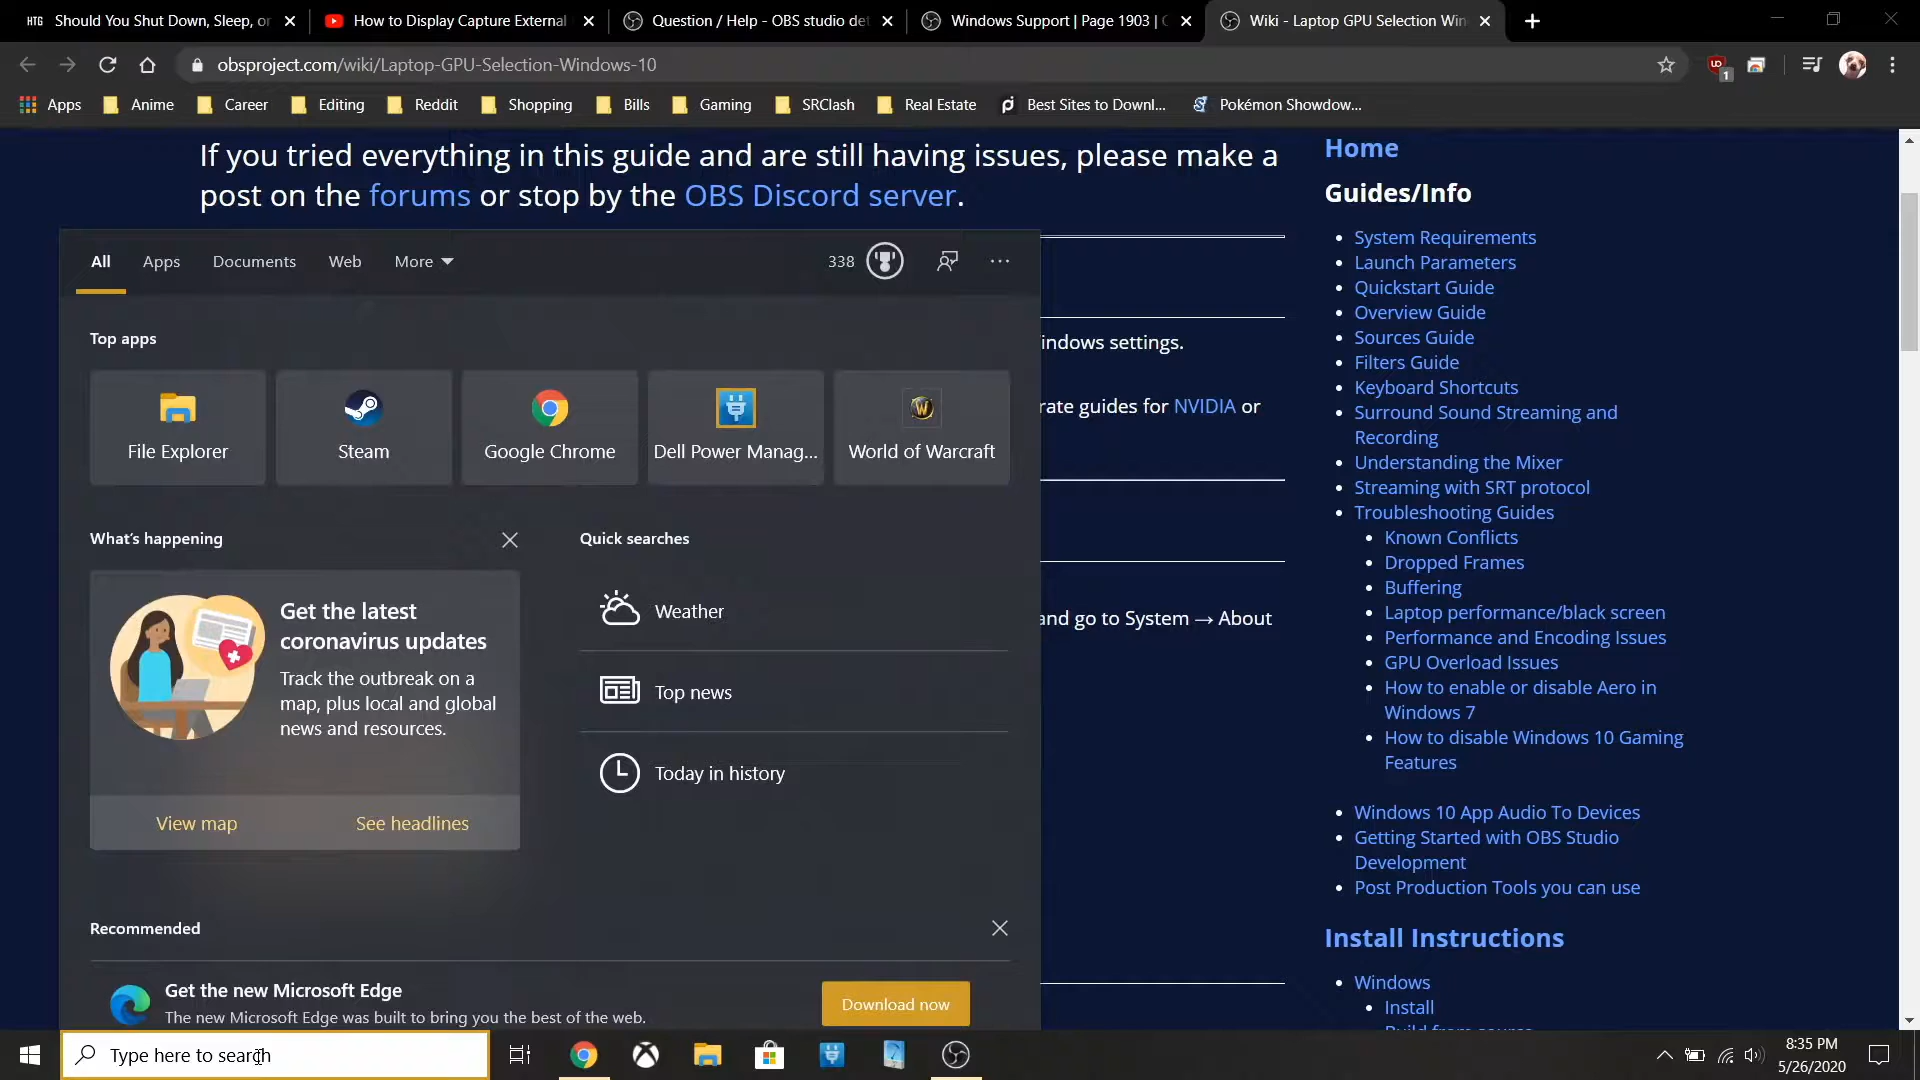 HTG Should You Shut Down, Sleep, or
How to Display Capture External
Question / Help - OBS studio det
Windows Support | Page 1903 |
Wiki - Laptop GPU Selection Win
obsproject.com/wiki/Laptop-GPU-Selection-Windows-10
1
Apps Anime Career Editing Reddit Shopping Bills Gaming SRClash Real Estate Best Sites to Downl... Pokémon Showdow...
If you tried everything in this guide and are still having issues, please make a
post on the forums or stop by the OBS Discord server.
All Apps Documents Web More 338
Top apps
File Explorer Steam Google Chrome Dell Power Manag... World of Warcraft
What's happening
Get the latest
coronavirus updates
Track the outbreak on a
map, plus local and global
news and resources.
View map See headlines
Quick searches
Weather
Top news
Today in history
Recommended
Get the new Microsoft Edge
The new Microsoft Edge was built to bring you the best of the web.
Download now
indows settings.
rate guides for NVIDIA or
and go to System → About
Home
Guides/Info
System Requirements
Launch Parameters
Quickstart Guide
Overview Guide
Sources Guide
Filters Guide
Keyboard Shortcuts
Surround Sound Streaming and
Recording
Understanding the Mixer
Streaming with SRT protocol
Troubleshooting Guides
Known Conflicts
Dropped Frames
Buffering
Laptop performance/black screen
Performance and Encoding Issues
GPU Overload Issues
How to enable or disable Aero in
Windows 7
How to disable Windows 10 Gaming
Features
Windows 10 App Audio To Devices
Getting Started with OBS Studio
Development
Post Production Tools you can use
Install Instructions
Windows
Install
Build from source
Type here to search
8:35 PM
5/26/2020